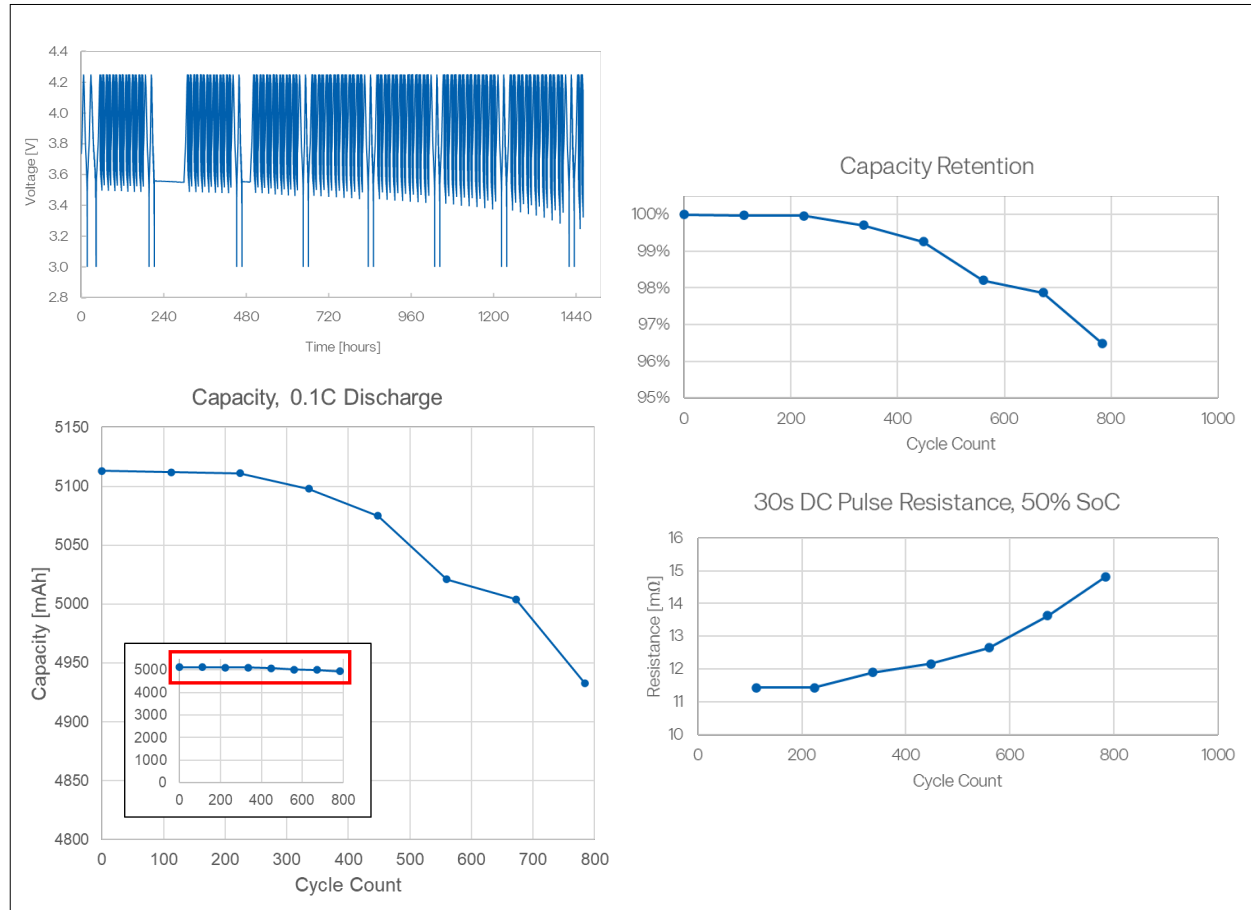 4.4
4.2
4.0
3.8
3.6
3.4
3.2
3.0
2.8
Voltage [V]
0 240 480 720 960 1200 1440
Time [hours]
Capacity Retention
100%
99%
98%
97%
96%
95%
0 200 400 600 800 1000
Cycle Count
Capacity, 0.1C Discharge
5150
5100
5050
5000
4950
4900
4850
4800
Capacity [mAh]
5000
4000
3000
2000
1000
0
0 200 400 600 800
0 100 200 300 400 500 600 700 800
Cycle Count
30s DC Pulse Resistance, 50% SoC
16
15
14
13
12
11
10
Resistance [mΩ]
0 200 400 600 800 1000
Cycle Count